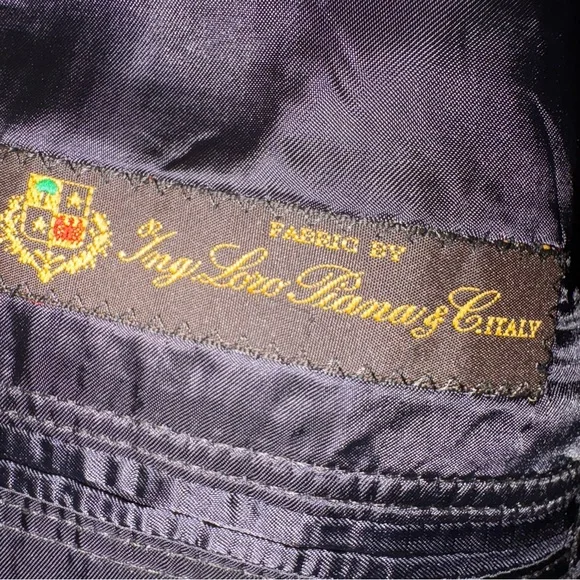 FABRIC BY
Ing. Loro Piana & C. ITALY